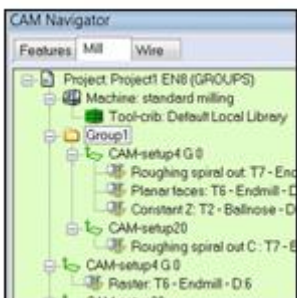 CAM Navigator
Features Mill Wire
Project: Project1 EN8 (GROUPS)
Machine: standard milling
Tool-crib: Default Local Library
Group1
CAM-setup4 G 0
Roughing spiral out: T7 - End
Planar faces: T6 - Endmill - D
Constant Z: T2 - Ballnose - D
CAM-setup20
Roughing spiral out C : T7 - E
CAM-setup4 G 0
Raster: T6 - Endmill - D:6